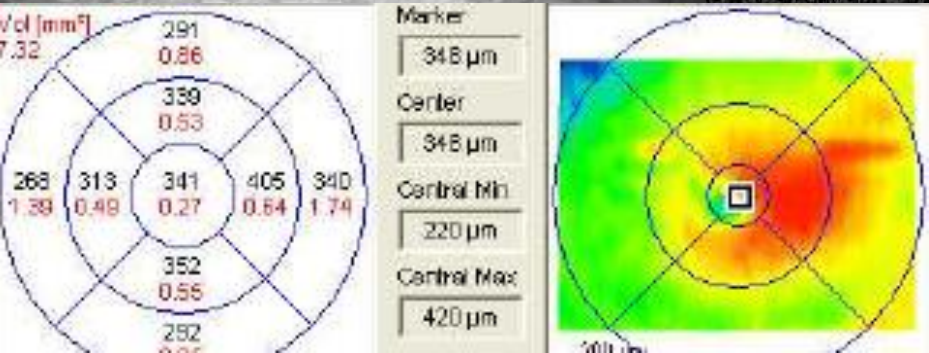 Vol [mm³]
7.32
291
0.86
339
0.53
268 313 341 405 340
1.39 0.49 0.27 0.64 1.74
352
0.55
292
Marker
348 µm
Center
348 µm
Central Min
220 µm
Central Max
420 µm